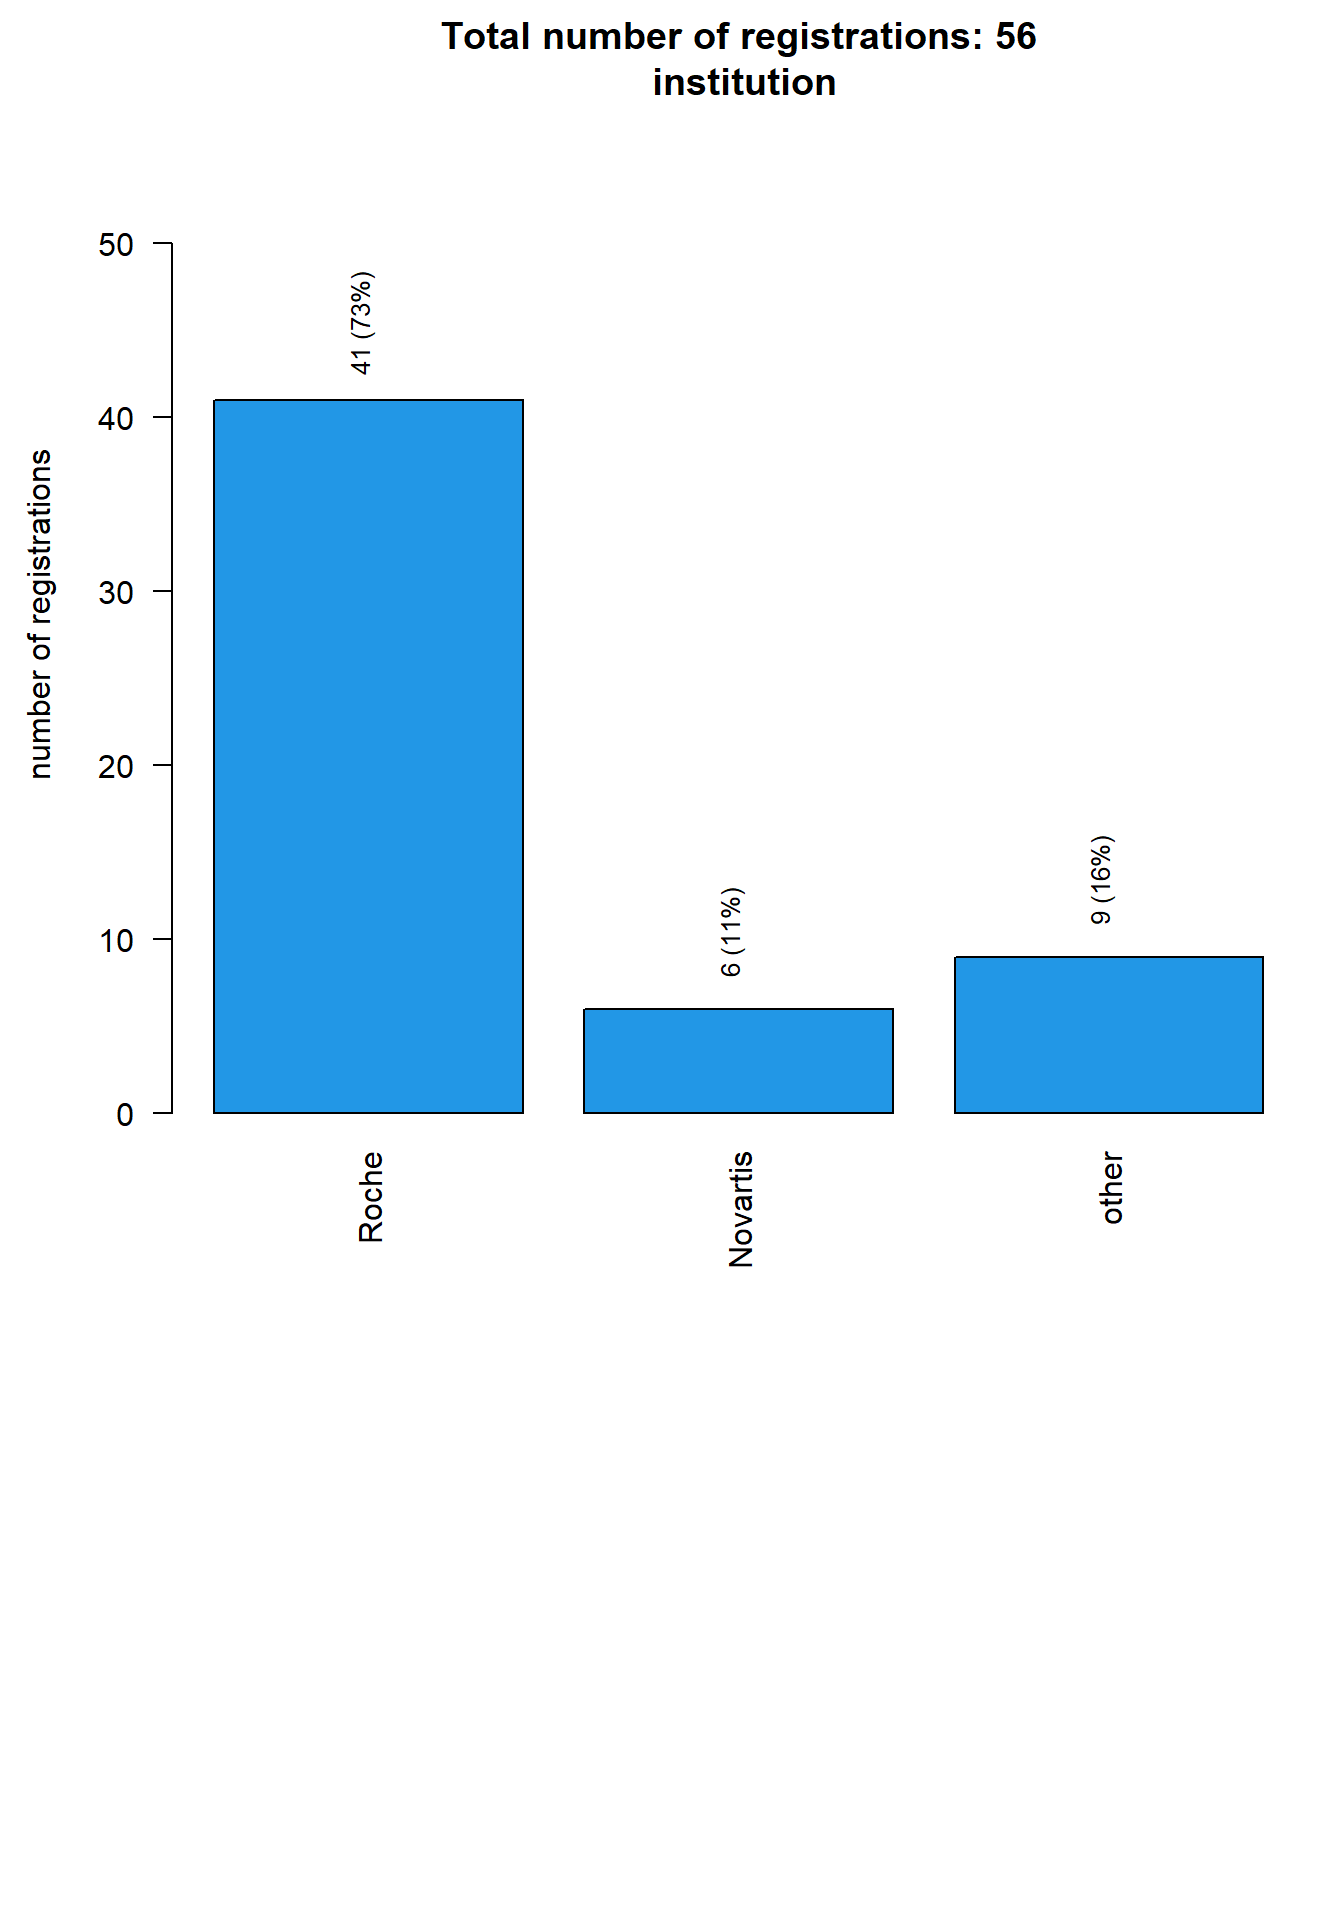 Total number of registrations: 56
institution
number of registrations
50
40
30
20
10
0
41 (73%)
6 (11%)
9 (16%)
Roche
Novartis
other